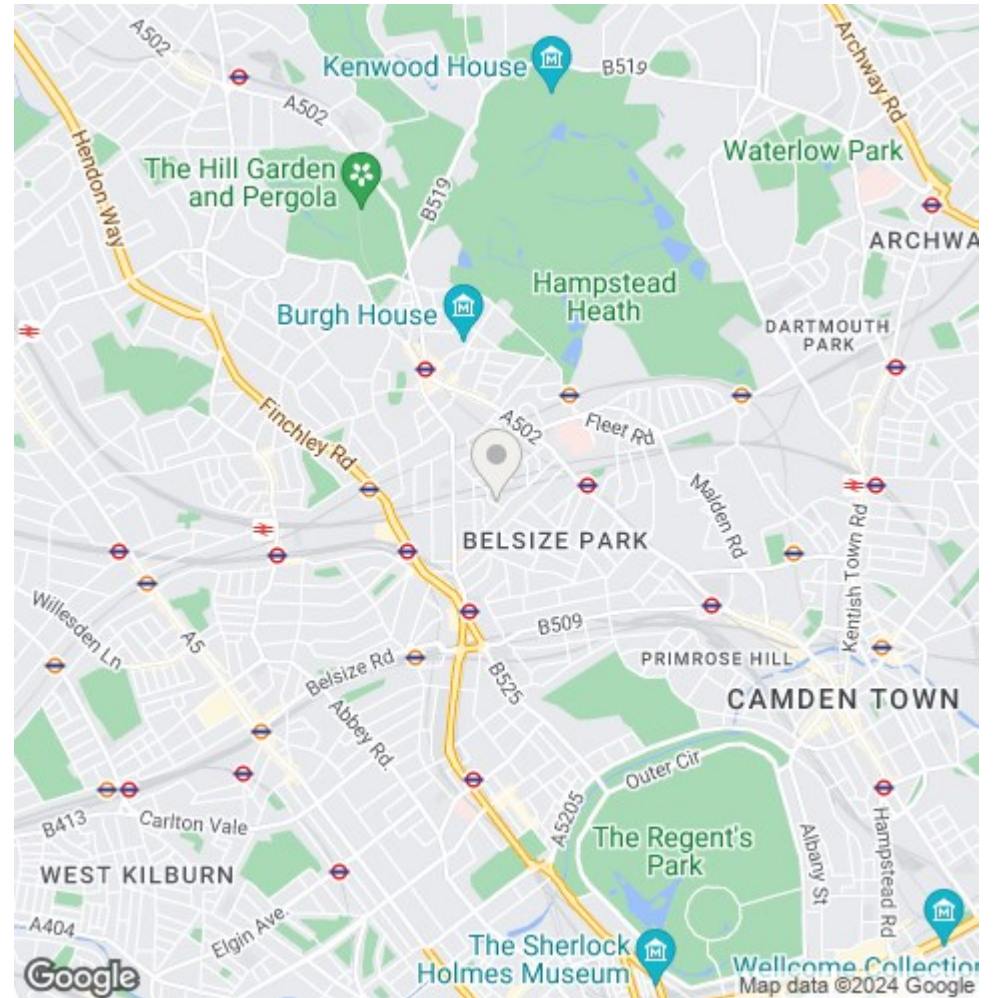 A502
Kenwood House
B519
Archway Rd
A502
Waterlow Park
Hendon Way
The Hill Garden
and Pergola
B519
ARCHWA
Hampstead
Heath
Burgh House
DARTMOUTH
PARK
Finchley Rd
A502
Fleet Rd
Malden Rd
BELSIZE PARK
Kentish Town Rd
Willesden Ln
A5
B509
Belsize Rd
B525
PRIMROSE HILL
Abbey Rd.
CAMDEN TOWN
Outer Cir
B413
Carlton Vale
A5205
The Regent's
Park
Albany St
Hampstead Rd
WEST KILBURN
A404
Elgin Ave.
The Sherlock
Holmes Museum
Wellcome Collection
Google
Map data ©2024 Google